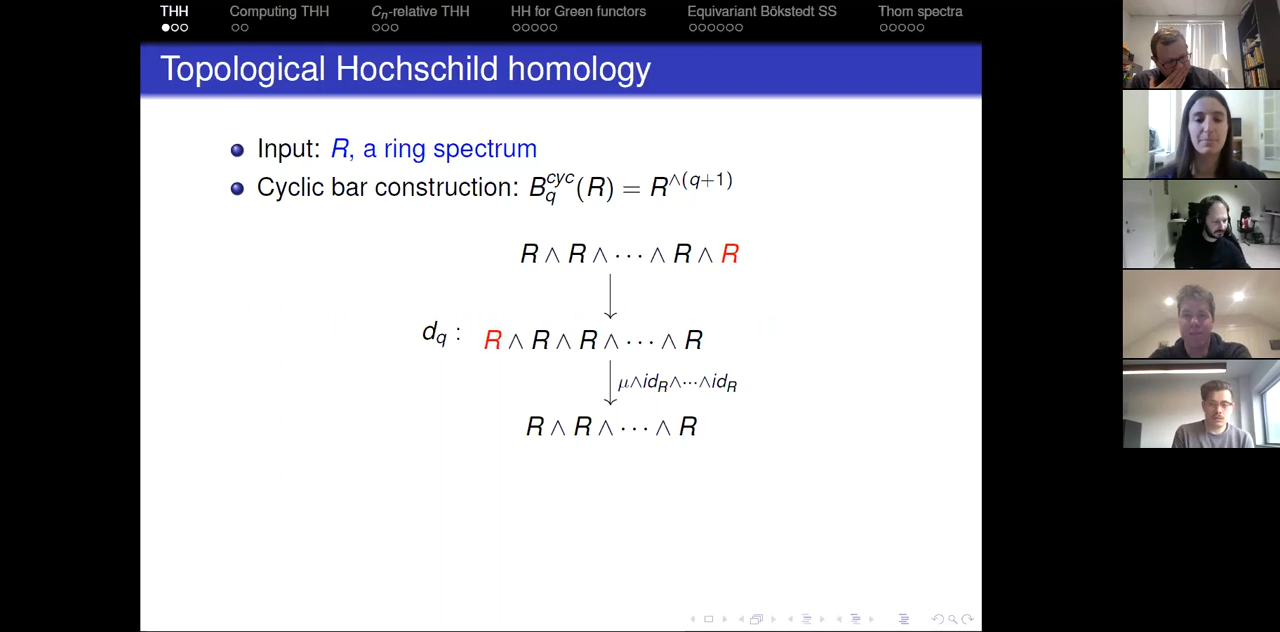 THH Computing THH Cₙ-relative THH HH for Green functors Equivariant Bökstedt SS Thom spectra
Topological Hochschild homology
Input: R, a ring spectrum
Cyclic bar construction: B_q^{cyc}(R) = R^{∧(q+1)}
R ∧ R ∧ ⋯ ∧ R ∧ R
d_q : R ∧ R ∧ R ∧ ⋯ ∧ R
μ∧id_R∧⋯∧id_R
R ∧ R ∧ ⋯ ∧ R